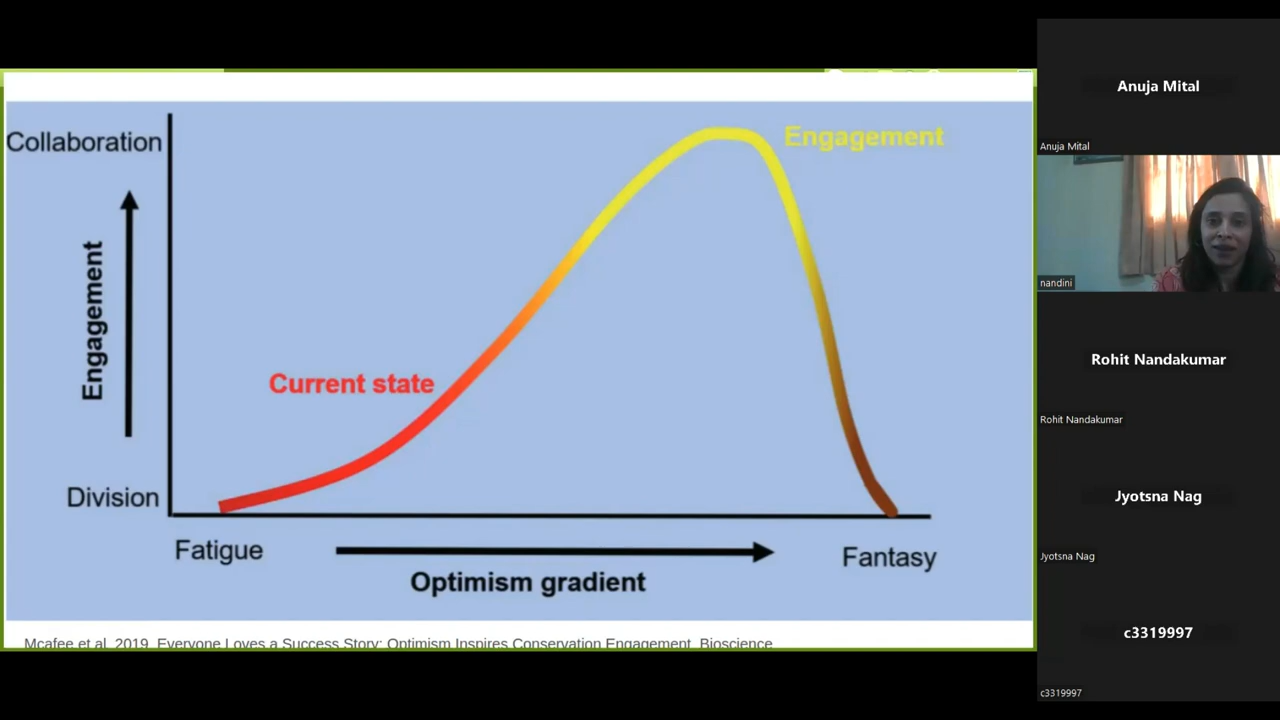 Collaboration
Engagement
Engagement
Current state
Division
Fatigue
Fantasy
Optimism gradient
Mcafee et al. 2019. Everyone Loves a Success Story: Optimism Inspires Conservation Engagement. Bioscience
Anuja Mital
Anuja Mital
nandini
Rohit Nandakumar
Rohit Nandakumar
Jyotsna Nag
Jyotsna Nag
c3319997
c3319997